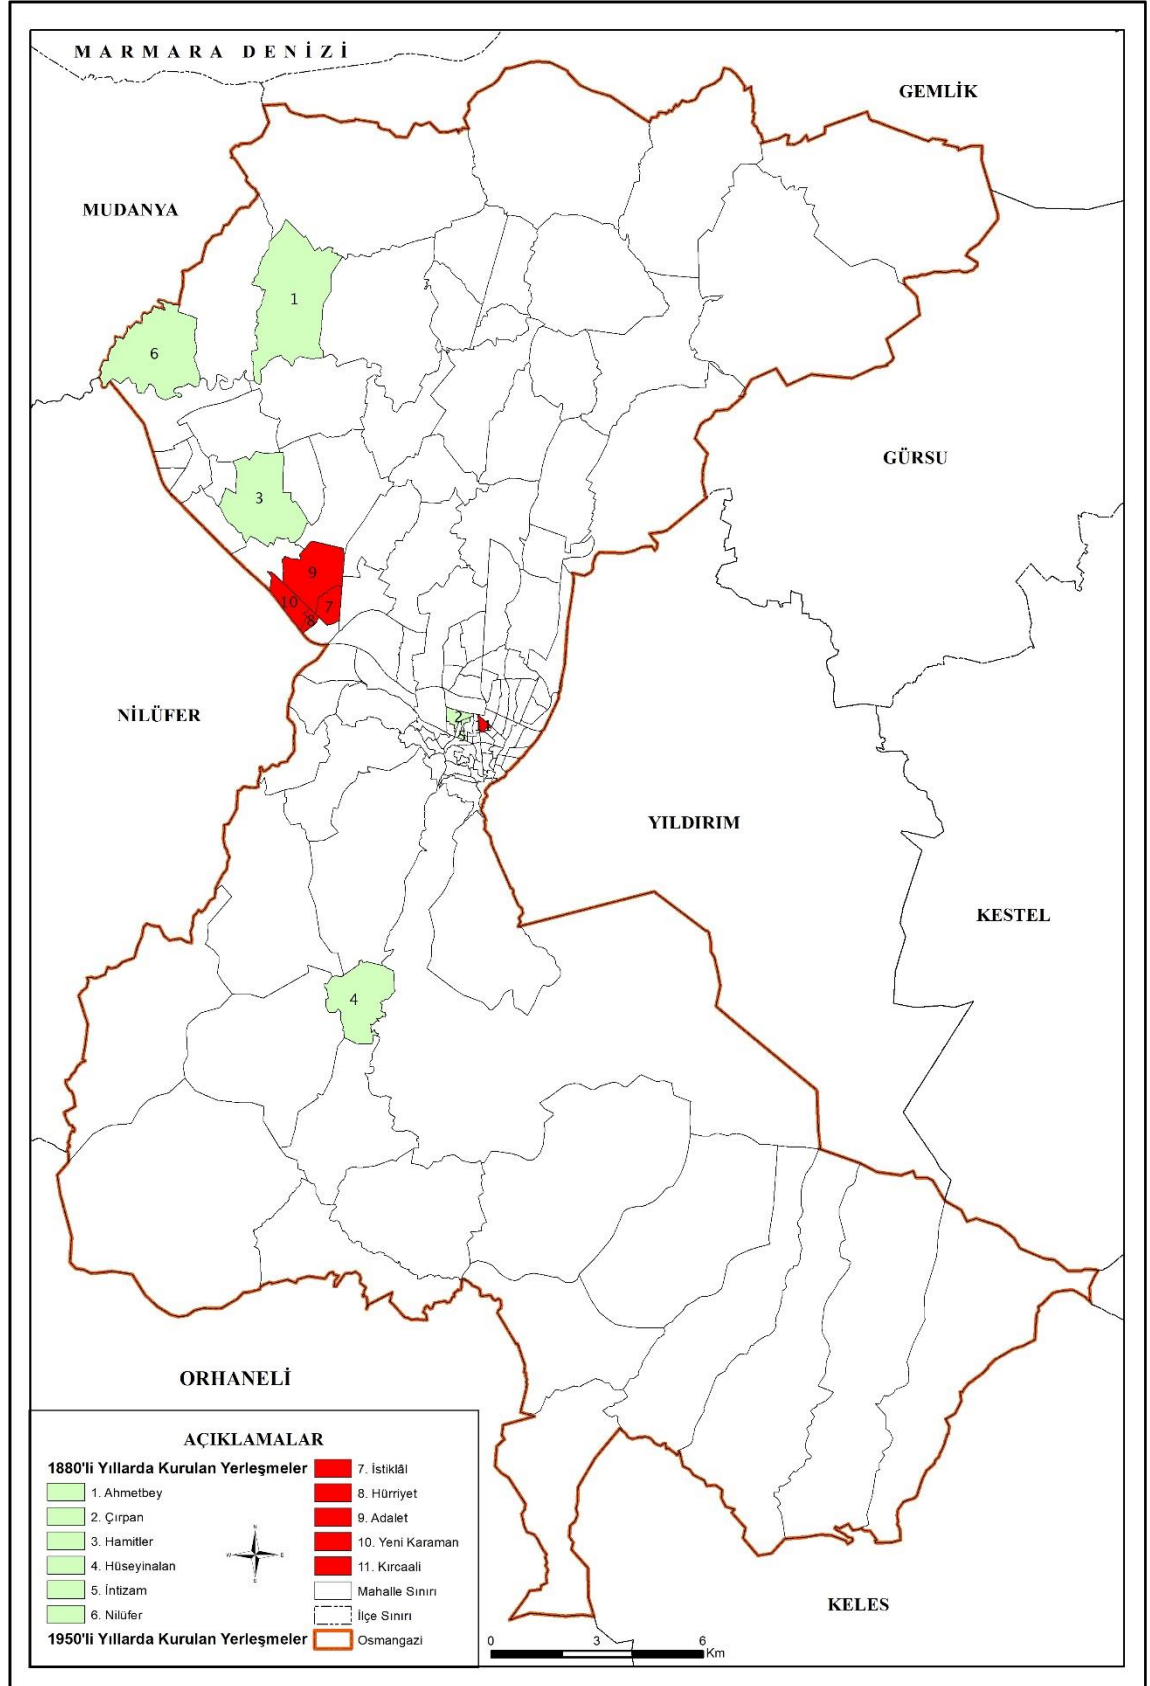 MARMARA DENİZİ
GEMLİK
MUDANYA
1
6
GÜRSU
3
9
10
7
8
NİLÜFER
2
11
5
YILDIRIM
KESTEL
4
ORHANELİ
KELES
AÇIKLAMALAR
1880'li Yıllarda Kurulan Yerleşmeler
1. Ahmetbey
2. Çırpan
3. Hamitler
4. Hüseyinalan
5. İntizam
6. Nilüfer
1950'li Yıllarda Kurulan Yerleşmeler
7. İstiklâl
8. Hürriyet
9. Adalet
10. Yeni Karaman
11. Kırcaali
Mahalle Sınırı
İlçe Sınırı
Osmangazi
N
W E
S
0 3 6
Km